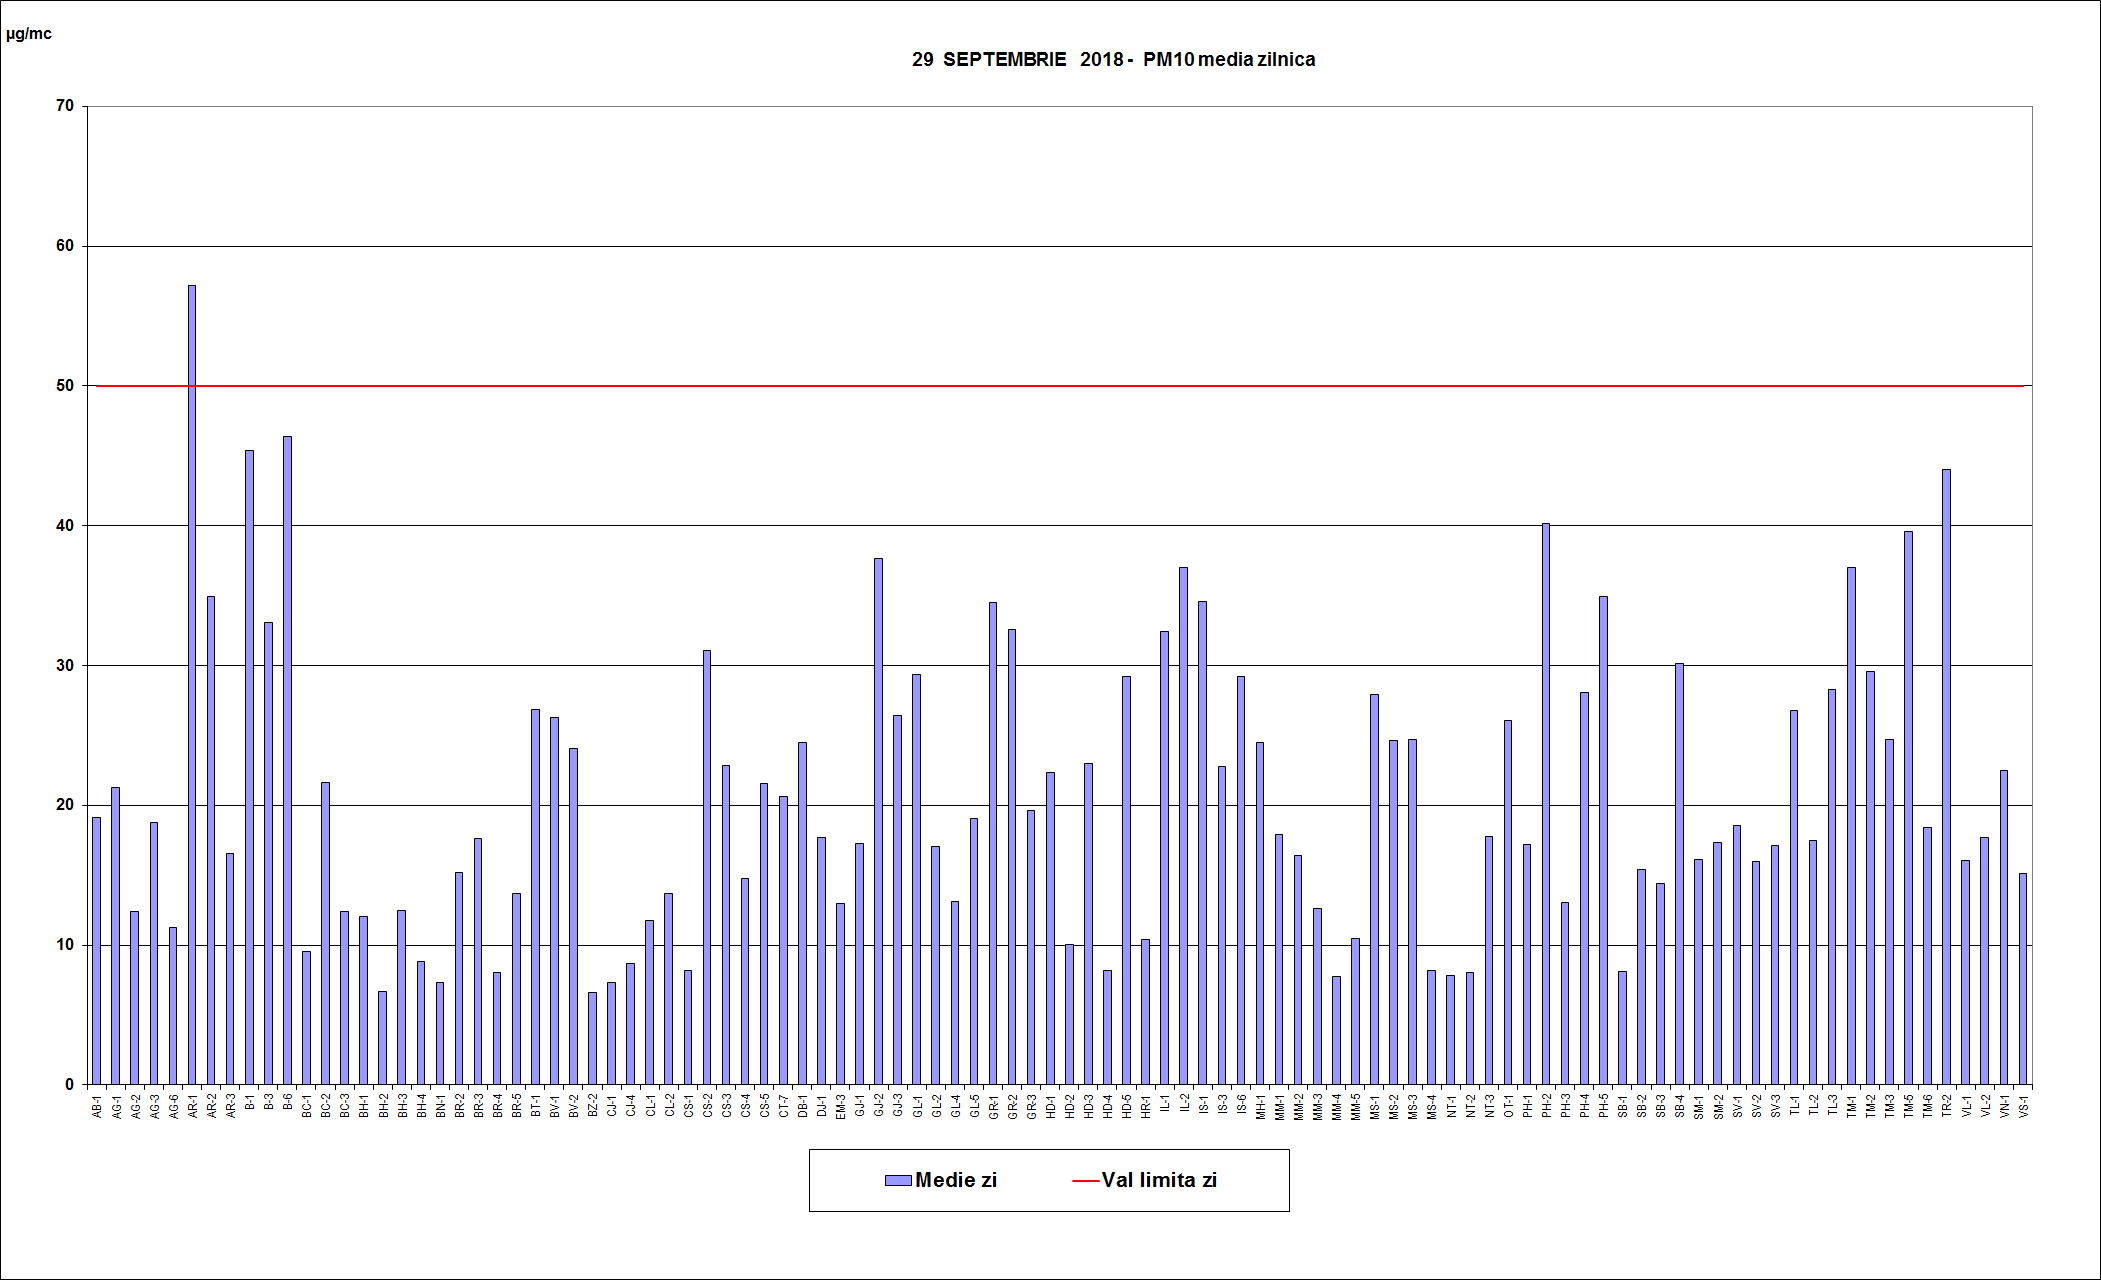 µg/mc
29 SEPTEMBRIE 2018 - PM10 media zilnica
70
60
50
40
30
20
10
0
AB-1 AG-1 AG-2 AG-3 AG-6 AR-1 AR-2 AR-3 B-1 B-3 B-6 BC-1 BC-2 BC-3 BH-1 BH-2 BH-3 BH-4 BN-1 BR-2 BR-3 BR-4 BR-5 BT-1 BV-1 BV-2 BZ-2 CJ-1 CJ-4 CL-1 CL-2 CS-1 CS-2 CS-3 CS-4 CS-5 CT-7 DB-1 DJ-1 EM-3 GJ-1 GJ-2 GJ-3 GL-1 GL-2 GL-4 GL-5 GR-1 GR-2 GR-3 HD-1 HD-2 HD-3 HD-4 HD-5 HR-1 IL-1 IL-2 IS-1 IS-3 IS-6 MH-1 MM-1 MM-2 MM-3 MM-4 MM-5 MS-1 MS-2 MS-3 MS-4 NT-1 NT-2 NT-3 OT-1 PH-1 PH-2 PH-3 PH-4 PH-5 SB-1 SB-2 SB-3 SB-4 SM-1 SM-2 SV-1 SV-2 SV-3 TL-1 TL-2 TL-3 TM-1 TM-2 TM-3 TM-5 TM-6 TR-2 VL-1 VL-2 VN-1 VS-1
Medie zi Val limita zi